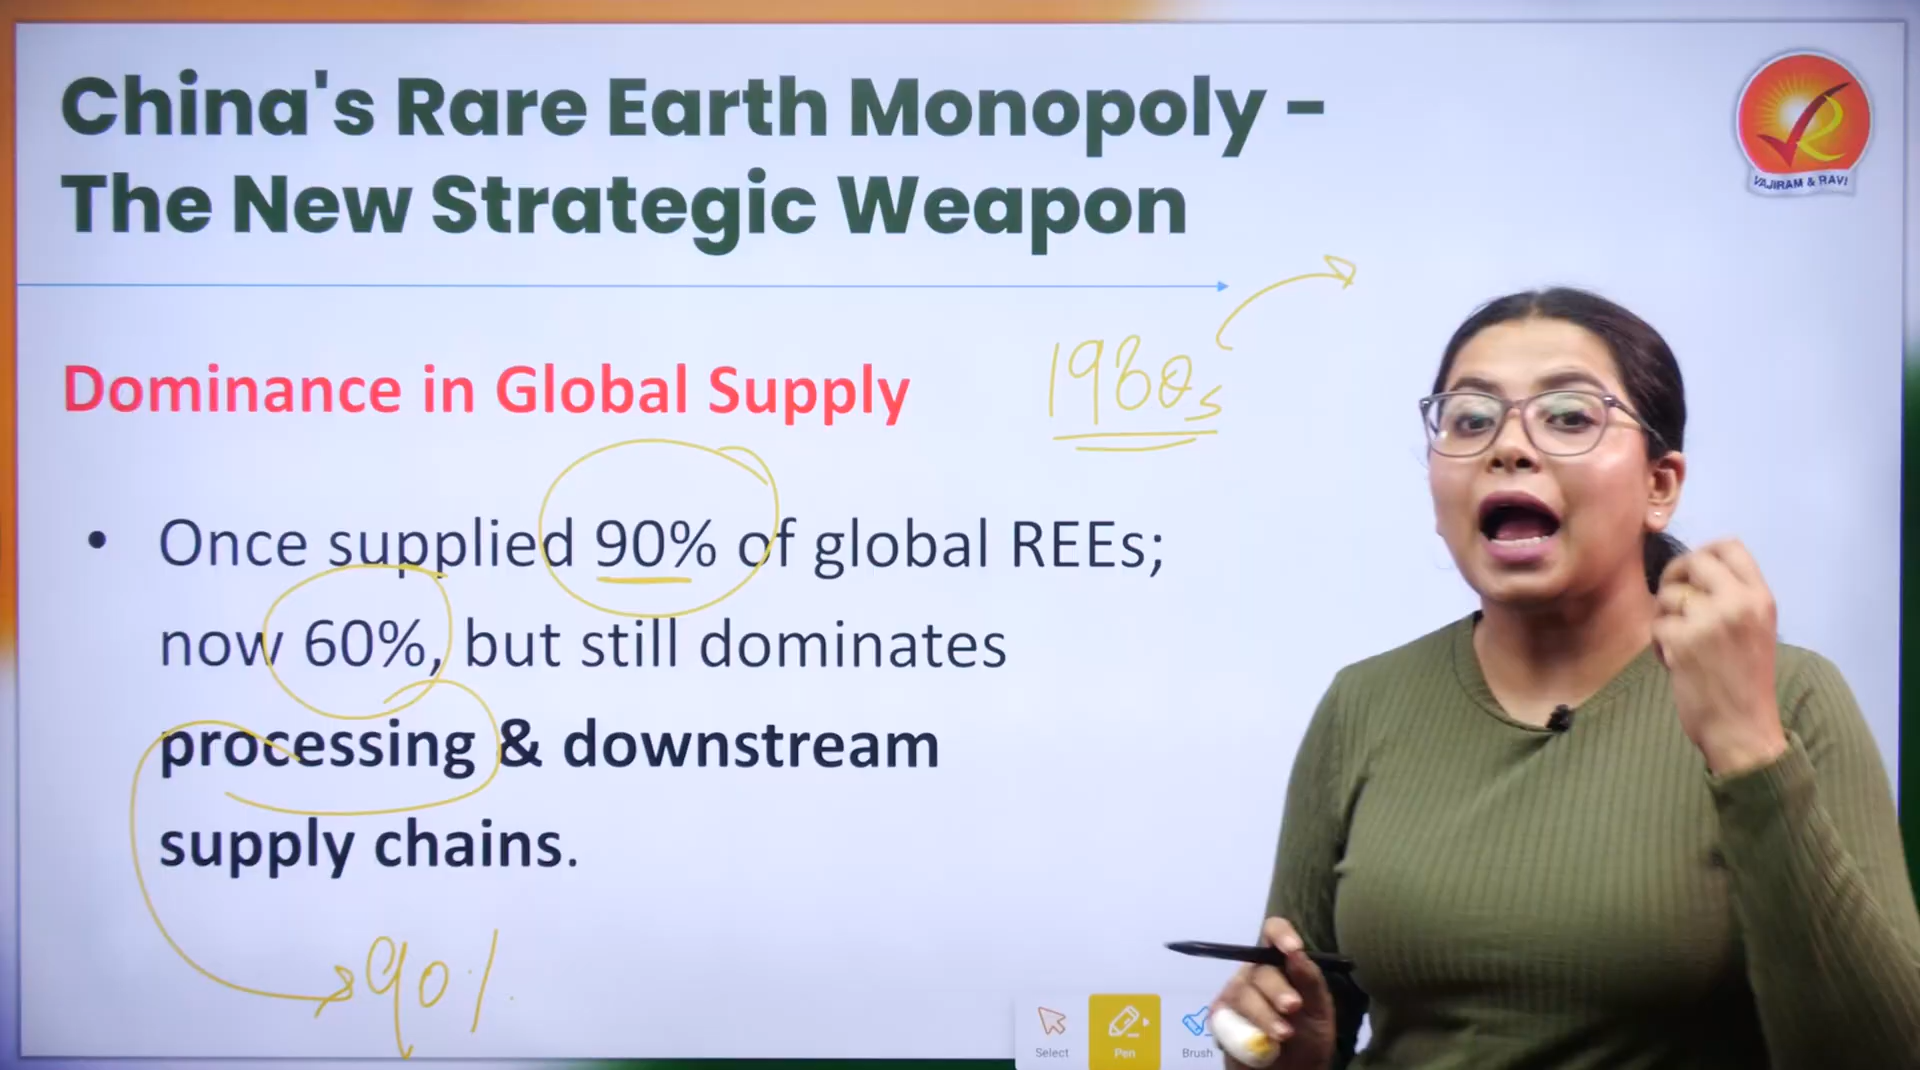 China's Rare Earth Monopoly -
The New Strategic Weapon
VAJIRAM & RAVI
Dominance in Global Supply
1980s
• Once supplied 90% of global REEs;
now 60%, but still dominates
processing & downstream
supply chains.
90%
Select Pen Brush